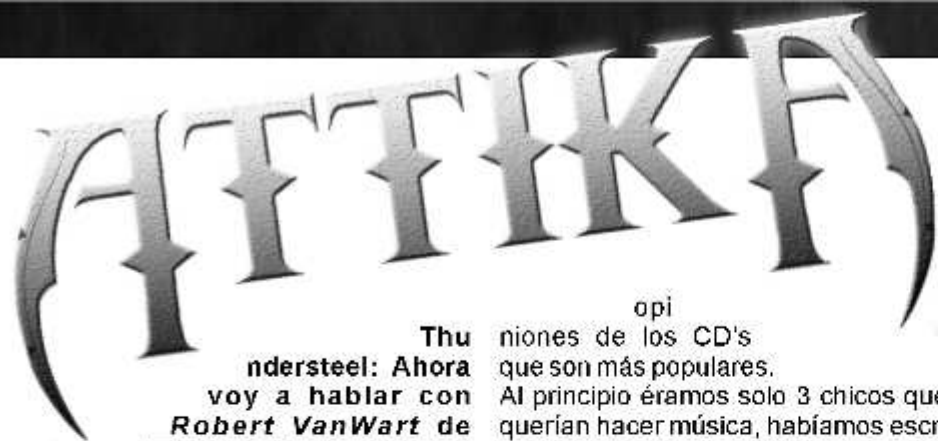 ATTIKA
Thu
ndersteel: Ahora
voy a hablar con
Robert VanWart de
opi
niones de los CD's
que son más populares.
Al principio éramos solo 3 chicos que
querían hacer música, habíamos escr